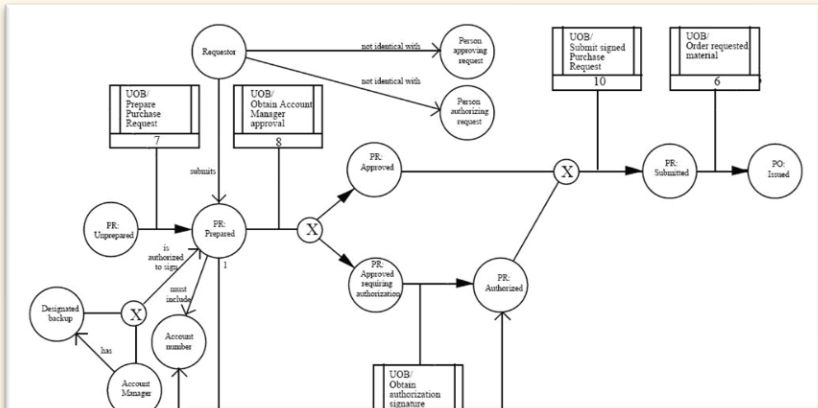 Requestor
not identical with
Person
approving
request
not identical with
Person
authorizing
request
UOB/
Submit signed
Purchase
Request
10
UOB/
Order requested
material
6
UOB/
Prepare
Purchase
Request
7
UOB/
Obtain Account
Manager
approval
8
submits
PR:
Approved
X
PR:
Submitted
PO:
Issued
PR:
Unprepared
PR:
Prepared
1
X
is
authorized
to sign
must
include
PR:
Approved
requiring
authorization
PR:
Authorized
Designated
backup
X
has
Account
number
Account
Manager
UOB/
Obtain
authorization
signature